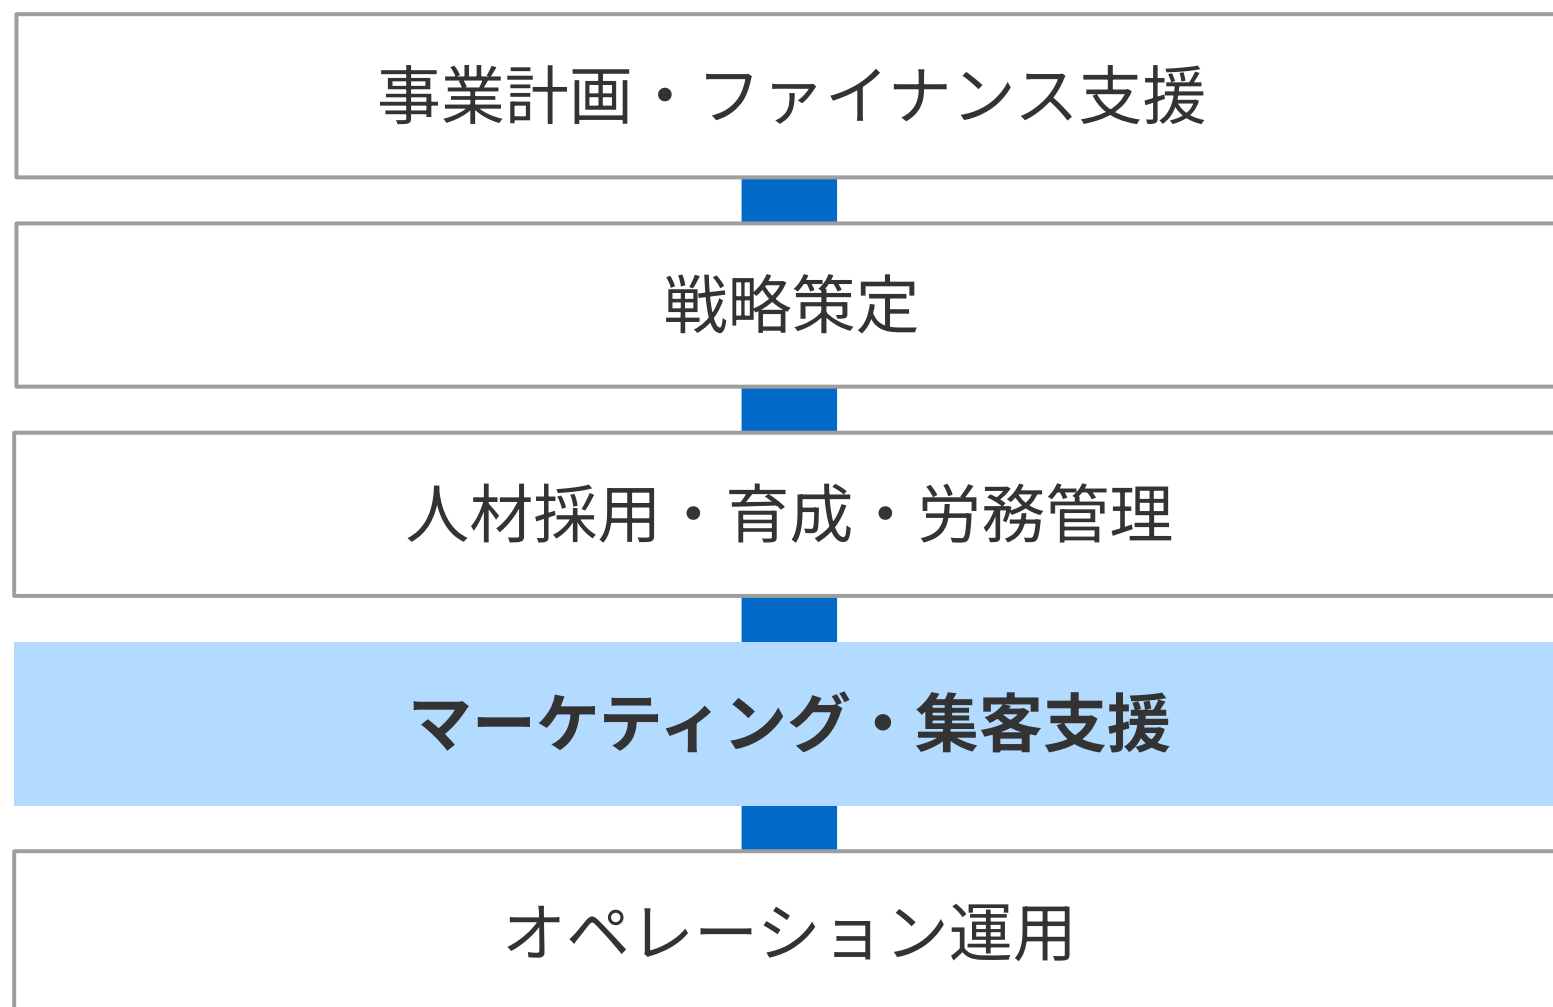 事業計画・ファイナンス支援
戦略策定
人材採用・育成・労務管理
マーケティング・集客支援
オペレーション運用